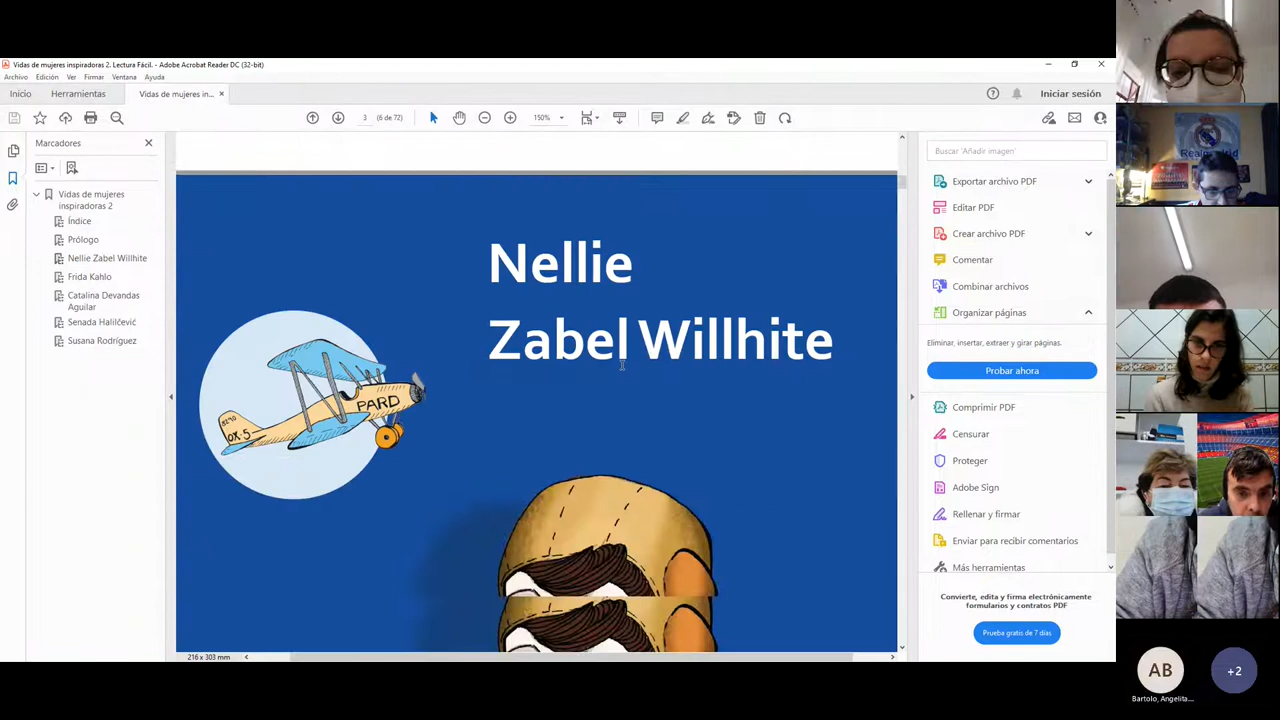 Vidas de mujeres inspiradoras 2. Lectura Fácil. - Adobe Acrobat Reader DC (32-bit)
Archivo Edición Ver Firmar Ventana Ayuda
Inicio Herramientas Vidas de mujeres in... × Iniciar sesión
3 (6 de 72) 150%
Marcadores
Vidas de mujeres
inspiradoras 2
Índice
Prólogo
Nellie Zabel Willhite
Frida Kahlo
Catalina Devandas
Aguilar
Senada Halilčević
Susana Rodríguez
Nellie
Zabel Willhite
PARD
OX-5
216 x 303 mm
Buscar 'Añadir imagen'
Exportar archivo PDF
Editar PDF
Crear archivo PDF
Comentar
Combinar archivos
Organizar páginas
Eliminar, insertar, extraer y girar páginas.
Probar ahora
Comprimir PDF
Censurar
Proteger
Adobe Sign
Rellenar y firmar
Enviar para recibir comentarios
Más herramientas
Convierte, edita y firma electrónicamente
formularios y contratos PDF
Prueba gratis de 7 días
AB
Bartolo, Angelita...
+2